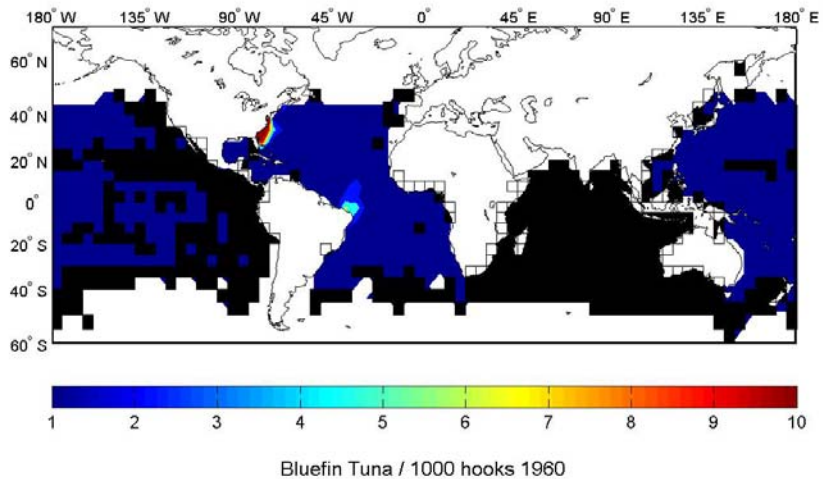 180° W 135° W 90° W 45° W 0° 45° E 90° E 135° E 180° E
60° N
40° N
20° N
0°
20° S
40° S
60° S
1 2 3 4 5 6 7 8 9 10
Bluefin Tuna / 1000 hooks 1960